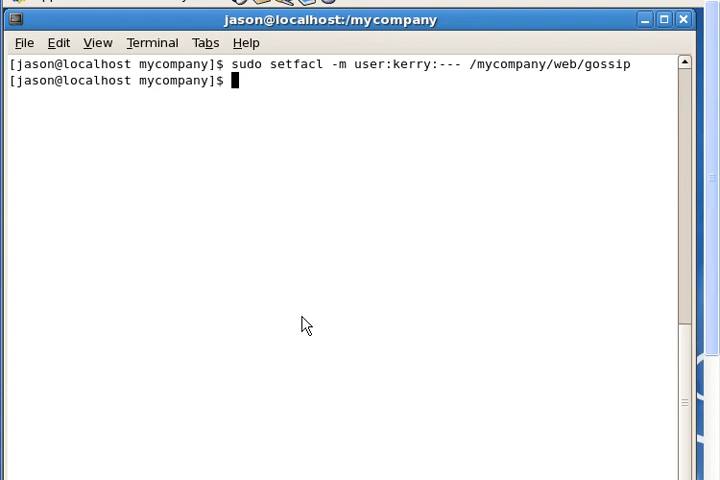 jason@localhost:/mycompany
File Edit View Terminal Tabs Help
[jason@localhost mycompany]$ sudo setfacl -m user:kerry:--- /mycompany/web/gossip
[jason@localhost mycompany]$